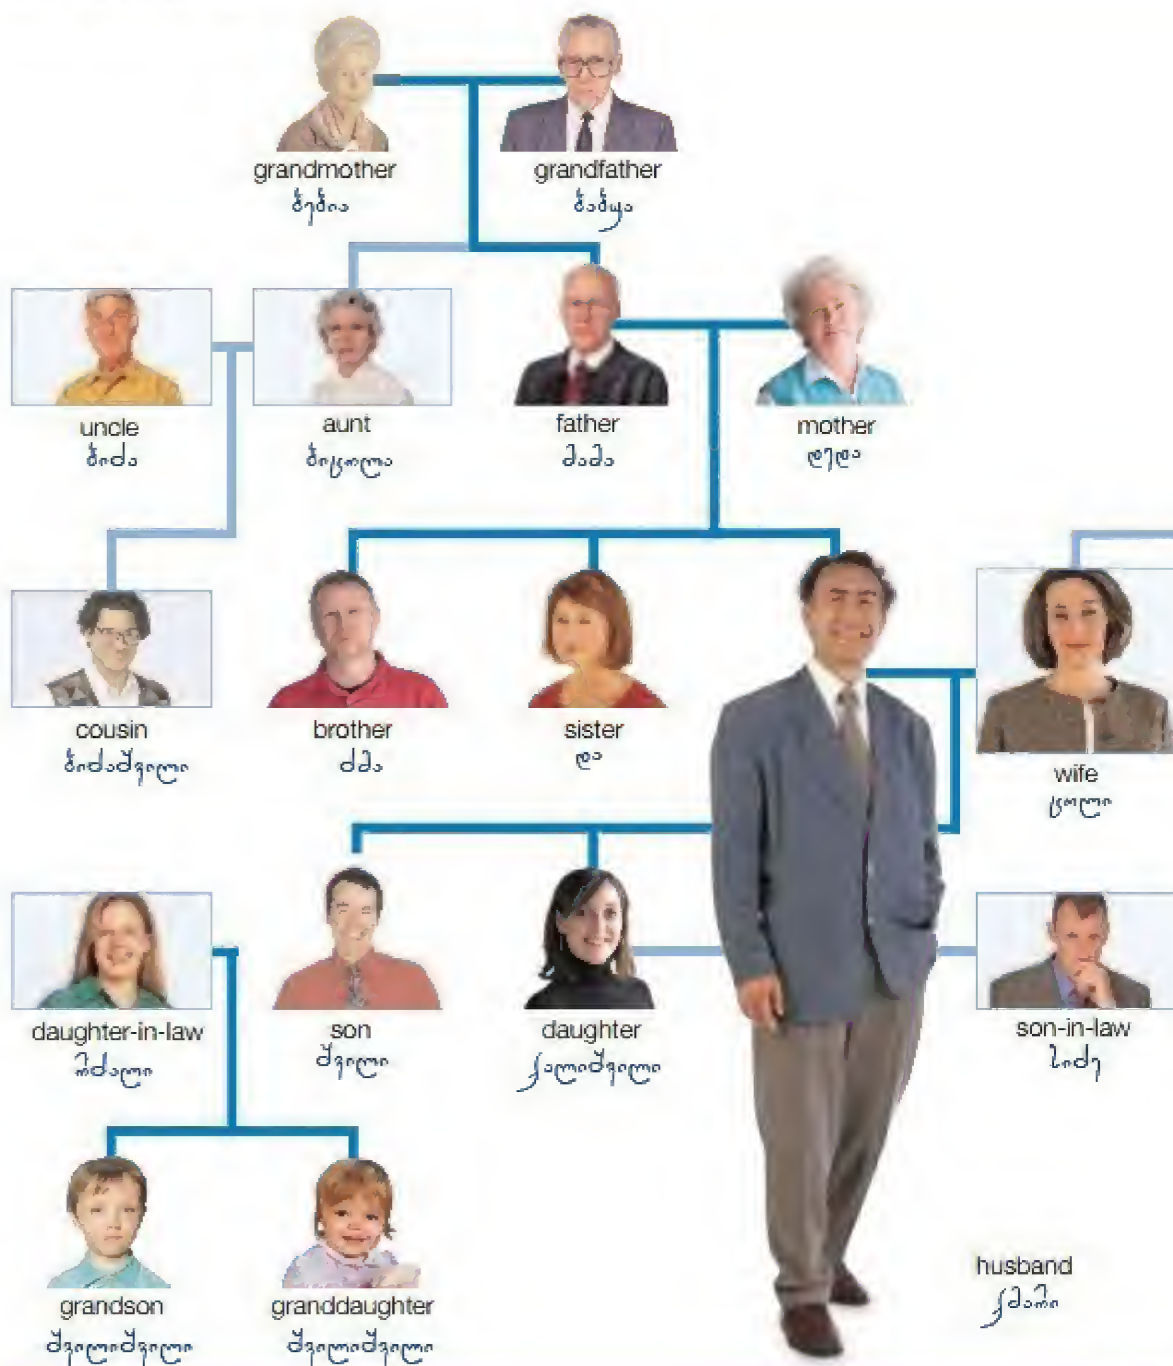 grandmother
ბებია
grandfather
ბაბუა
uncle
ბიძა
aunt
ბიცოლა
father
მამა
mother
დედა
cousin
ბიძაშვილი
brother
ძმა
sister
და
wife
ცოლი
daughter-in-law
რძალი
son
შვილი
daughter
ქალიშვილი
son-in-law
სიძე
grandson
შვილიშვილი
granddaughter
შვილიშვილი
husband
ქმარი